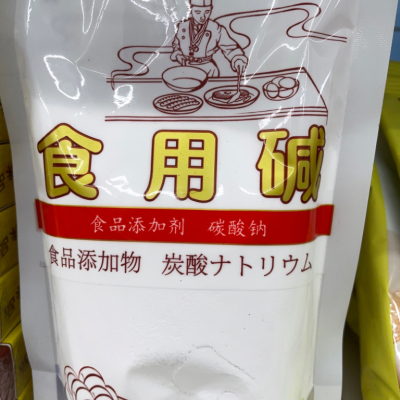 食用碱
食品添加剂 碳酸钠
食品添加物 炭酸ナトリウム